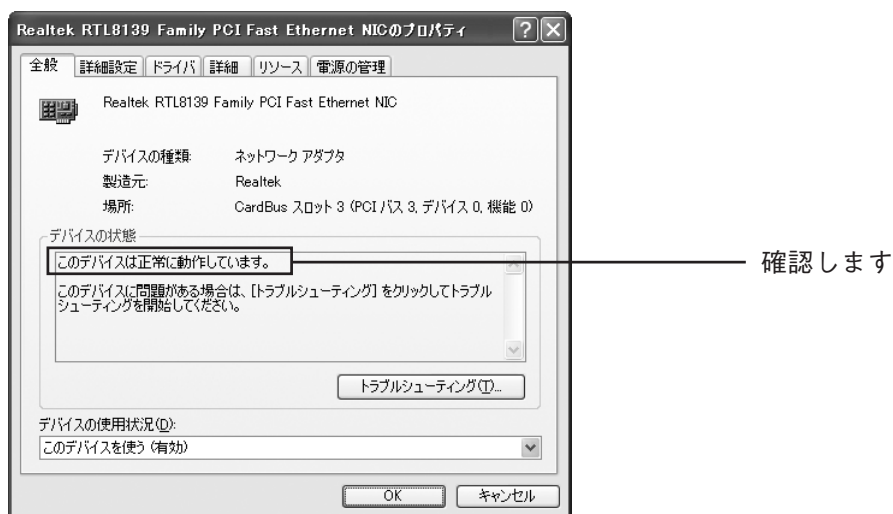 Realtek RTL8139 Family PCI Fast Ethernet NICのプロパティ
全般 詳細設定 ドライバ 詳細 リソース 電源の管理
Realtek RTL8139 Family PCI Fast Ethernet NIC
デバイスの種類: ネットワーク アダプタ
製造元: Realtek
場所: CardBus スロット 3 (PCI バス 3, デバイス 0, 機能 0)
デバイスの状態
このデバイスは正常に動作しています。
確認します
このデバイスに問題がある場合は、[トラブルシューティング] をクリックしてトラブル
シューティングを開始してください。
トラブルシューティング(T)...
デバイスの使用状況(D):
このデバイスを使う (有効)
OK キャンセル